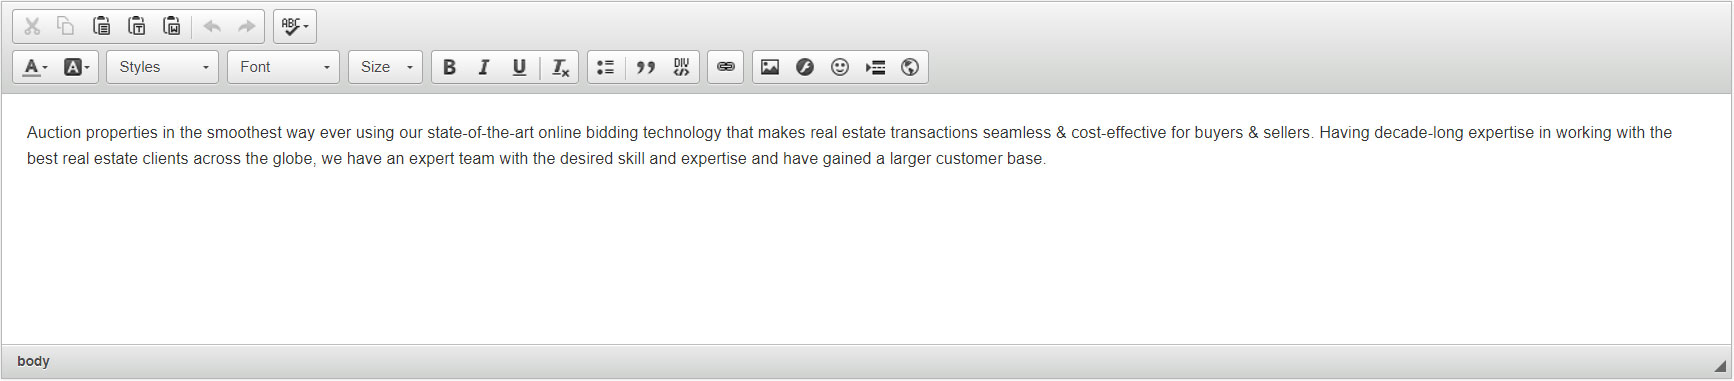 ABC
A A Styles Font Size B I U Tx DIV
Auction properties in the smoothest way ever using our state-of-the-art online bidding technology that makes real estate transactions seamless & cost-effective for buyers & sellers. Having decade-long expertise in working with the
best real estate clients across the globe, we have an expert team with the desired skill and expertise and have gained a larger customer base.
body